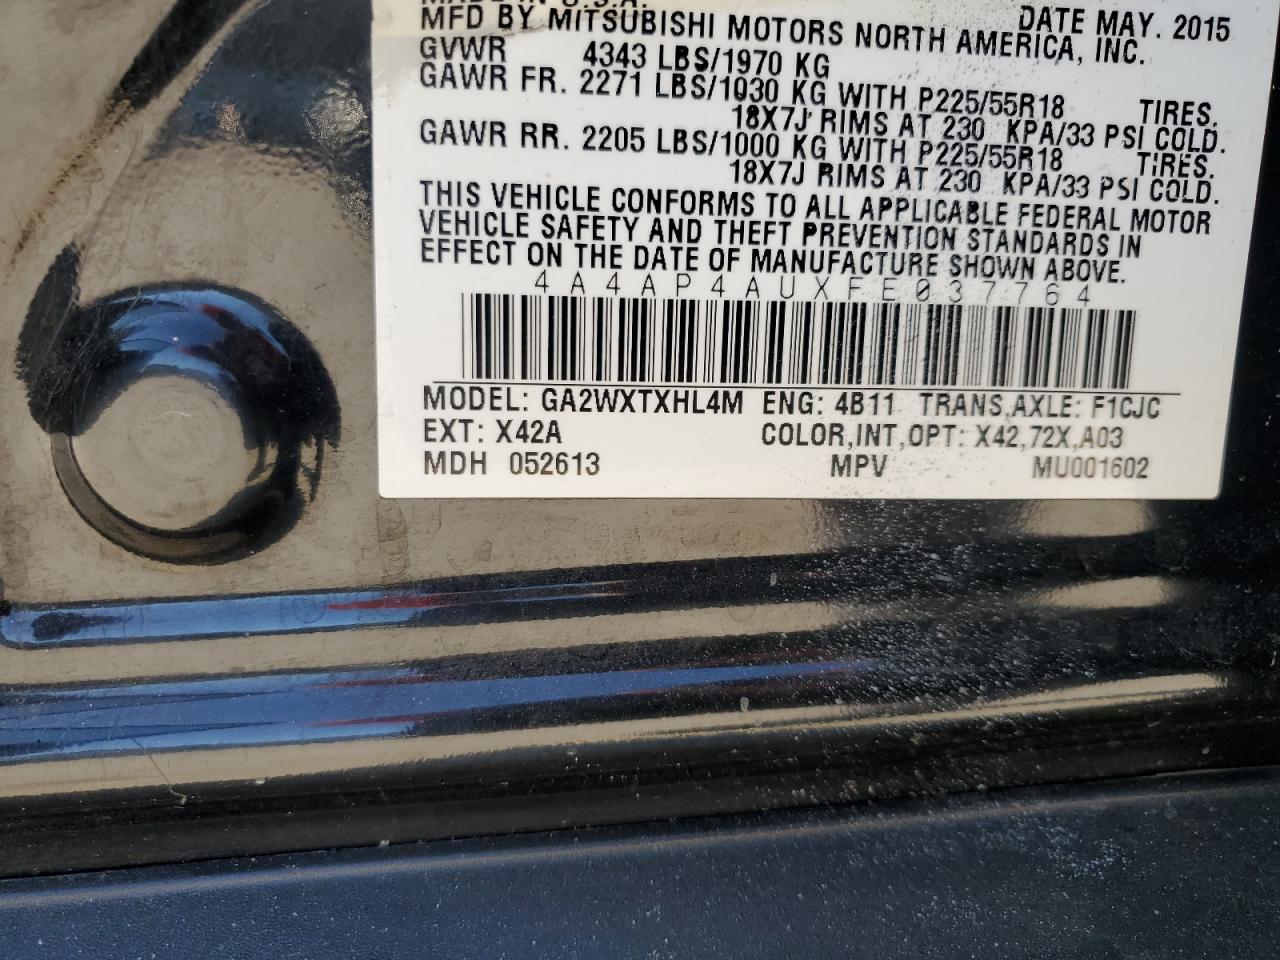 MADE IN U.S.A.
MFD BY MITSUBISHI MOTORS NORTH AMERICA, INC. DATE MAY. 2015
GVWR 4343 LBS/1970 KG
GAWR FR. 2271 LBS/1030 KG WITH P225/55R18 TIRES.
18X7J RIMS AT 230 KPA/33 PSI COLD.
GAWR RR. 2205 LBS/1000 KG WITH P225/55R18 TIRES.
18X7J RIMS AT 230 KPA/33 PSI COLD.
THIS VEHICLE CONFORMS TO ALL APPLICABLE FEDERAL MOTOR
VEHICLE SAFETY AND THEFT PREVENTION STANDARDS IN
EFFECT ON THE DATE OF MANUFACTURE SHOWN ABOVE.
4A4AP4AUXFE037764
MODEL: GA2WXTXHL4M ENG: 4B11 TRANS,AXLE: F1CJC
EXT: X42A COLOR,INT,OPT: X42,72X,A03
MDH 052613 MPV MU001602